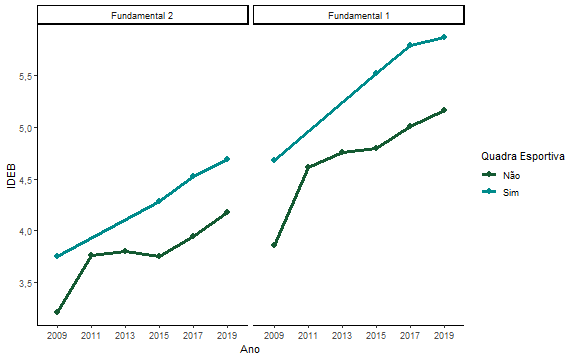 Fundamental 2
Fundamental 1
IDEB
5,5
5,0
4,5
4,0
3,5
2009 2011 2013 2015 2017 2019
2009 2011 2013 2015 2017 2019
Ano
Quadra Esportiva
Não
Sim